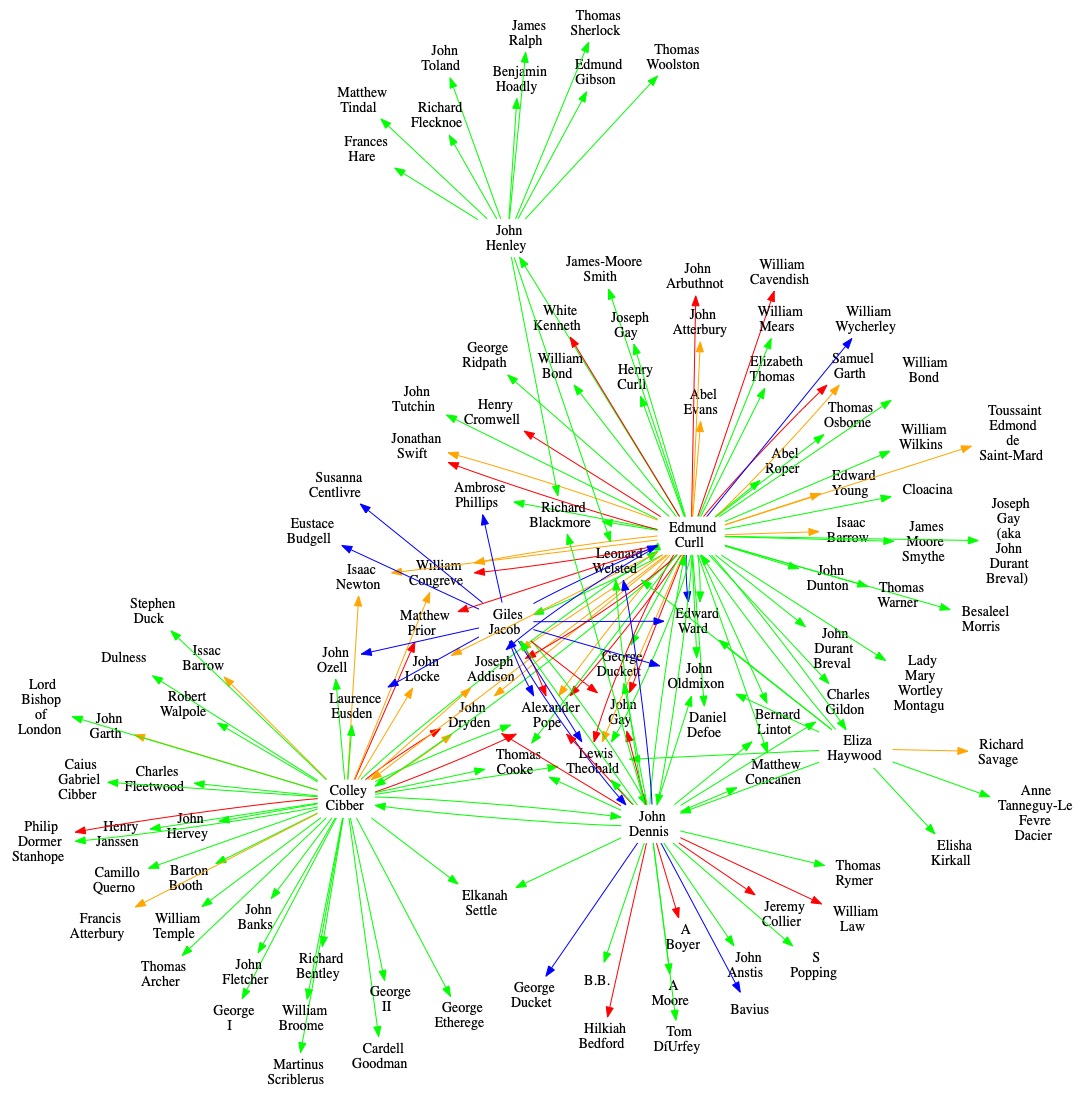 Thomas
Sherlock
James
Ralph
John
Toland
Thomas
Woolston
Benjamin
Hoadly
Edmund
Gibson
Matthew
Tindal
Richard
Flecknoe
Frances
Hare
John
Henley
James-Moore
Smith
John
Arbuthnot
William
Cavendish
White
Kenneth
Joseph
Gay
John
Atterbury
William
Mears
William
Wycherley
George
Ridpath
William
Bond
Henry
Curll
Elizabeth
Thomas
Samuel
Garth
William
Bond
John
Tutchin
Henry
Cromwell
Abel
Evans
Thomas
Osborne
Toussaint
Edmond
de
Saint-Mard
Jonathan
Swift
William
Wilkins
Abel
Roper
Susanna
Centlivre
Ambrose
Phillips
Edward
Young
Cloacina
Richard
Blackmore
Joseph
Gay
(aka
John
Durant
Breval)
Eustace
Budgell
Edmund
Curll
Isaac
Barrow
James
Moore
Smythe
Isaac
Newton
William
Congreve
Leonard
Welsted
John
Dunton
Thomas
Warner
Besaleel
Morris
Stephen
Duck
Matthew
Prior
Giles
Jacob
Edward
Ward
John
Durant
Breval
Dulness
Issac
Barrow
John
Ozell
John
Locke
Joseph
Addison
George
Duckett
John
Oldmixon
Lady
Mary
Wortley
Montagu
Lord
Bishop
of
London
Robert
Walpole
Laurence
Eusden
John
Dryden
Alexander
Pope
John
Gay
Daniel
Defoe
Bernard
Lintot
Charles
Gildon
John
Garth
Eliza
Haywood
Richard
Savage
Thomas
Cooke
Lewis
Theobald
Matthew
Concanen
Caius
Gabriel
Cibber
Charles
Fleetwood
Colley
Cibber
Anne
Tanneguy-Le
Fevre
Dacier
Philip
Dormer
Stanhope
Henry
Janssen
John
Hervey
John
Dennis
Elisha
Kirkall
Camillo
Querno
Barton
Booth
Elkanah
Settle
Thomas
Rymer
Francis
Atterbury
William
Temple
John
Banks
Jeremy
Collier
William
Law
A
Boyer
Thomas
Archer
John
Fletcher
Richard
Bentley
John
Anstis
S
Popping
George
I
William
Broome
George
II
George
Etherege
George
Ducket
B.B.
A
Moore
Bavius
Martinus
Scriblerus
Cardell
Goodman
Hilkiah
Bedford
Tom
DíUrfey